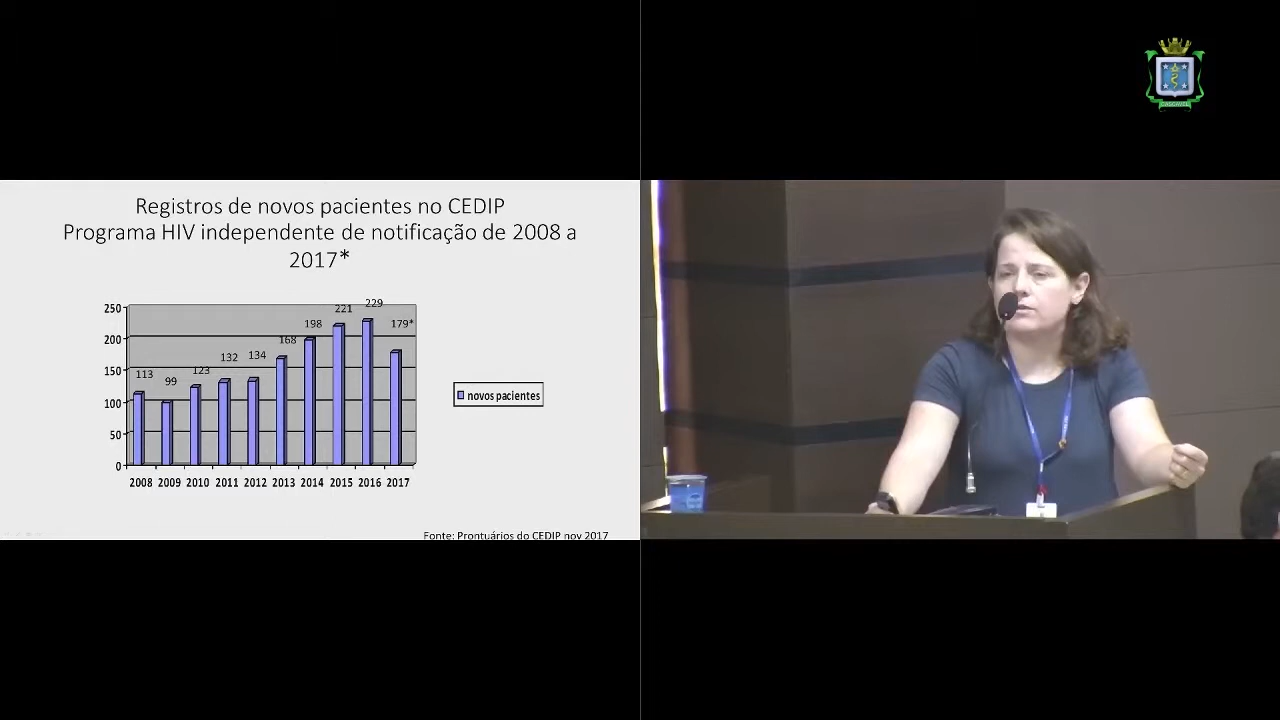 CASCAVEL
Registros de novos pacientes no CEDIP
Programa HIV independente de notificação de 2008 a
2017*
250
200
150
100
50
0
113
99
123
132
134
168
198
221
229
179*
2008 2009 2010 2011 2012 2013 2014 2015 2016 2017
novos pacientes
Fonte: Prontuários do CEDIP nov 2017